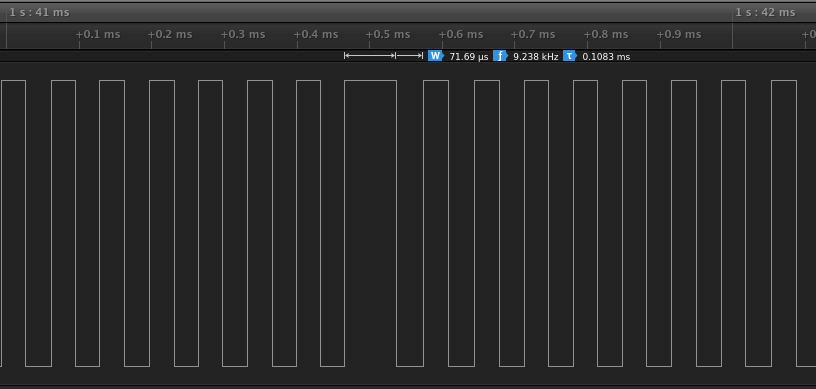 1 s : 41 ms 1 s : 42 ms
+0.1 ms +0.2 ms +0.3 ms +0.4 ms +0.5 ms +0.6 ms +0.7 ms +0.8 ms +0.9 ms +0
W 71.69 µs f 9.238 kHz τ 0.1083 ms